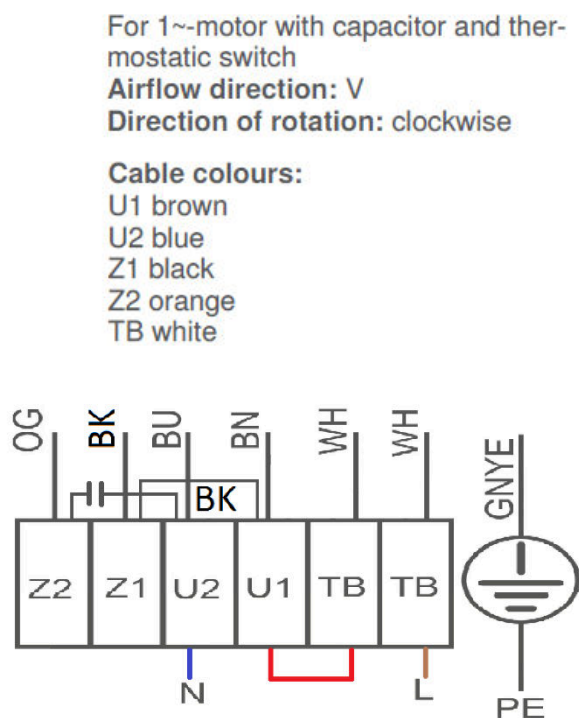 For 1~-motor with capacitor and ther-
mostatic switch
Airflow direction: V
Direction of rotation: clockwise
Cable colours:
U1 brown
U2 blue
Z1 black
Z2 orange
TB white
OG BK BU BN WH WH GNYE
BK
Z2 Z1 U2 U1 TB TB
N L PE